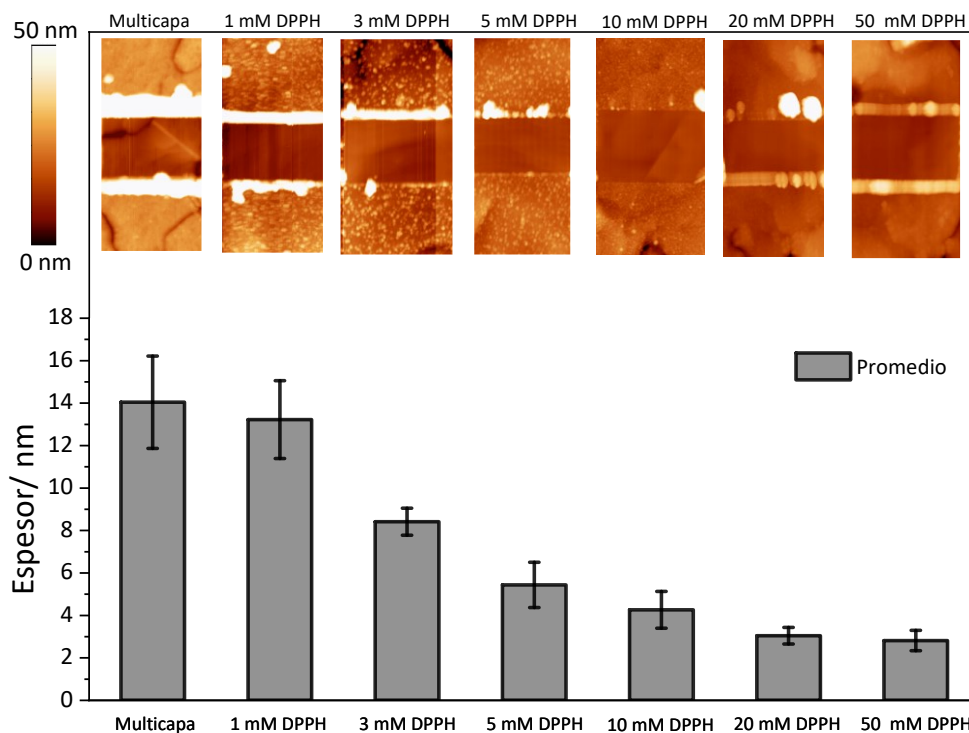 50 nm
0 nm
Multicapa 1 mM DPPH 3 mM DPPH 5 mM DPPH 10 mM DPPH 20 mM DPPH 50 mM DPPH
Espesor/ nm
18
16
14
12
10
8
6
4
2
0
Promedio
Multicapa 1 mM DPPH 3 mM DPPH 5 mM DPPH 10 mM DPPH 20 mM DPPH 50 mM DPPH